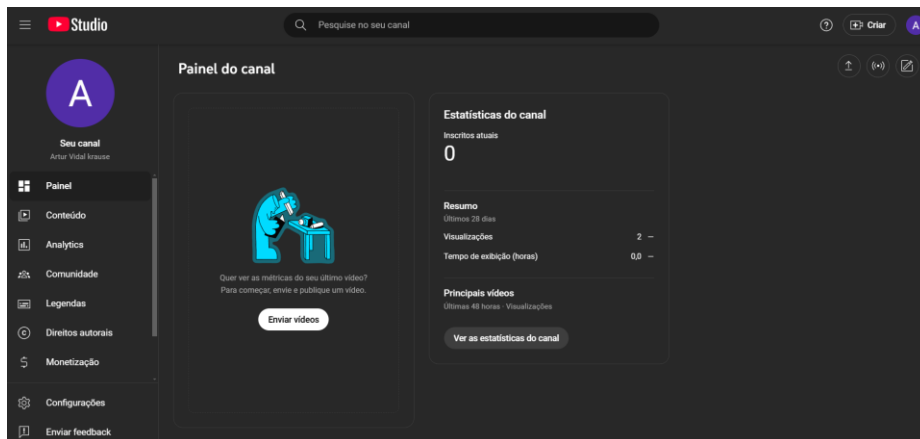 Studio
Pesquise no seu canal
Criar
A
A
Seu canal
Artur Vidal krause
Painel
Conteúdo
Analytics
Comunidade
Legendas
Direitos autorais
Monetização
Configurações
Enviar feedback
Painel do canal
Quer ver as métricas do seu último vídeo?
Para começar, envie e publique um vídeo.
Enviar vídeos
Estatísticas do canal
Inscritos atuais
0
Resumo
Últimos 28 dias
Visualizações 2 —
Tempo de exibição (horas) 0,0 —
Principais vídeos
Últimas 48 horas · Visualizações
Ver as estatísticas do canal